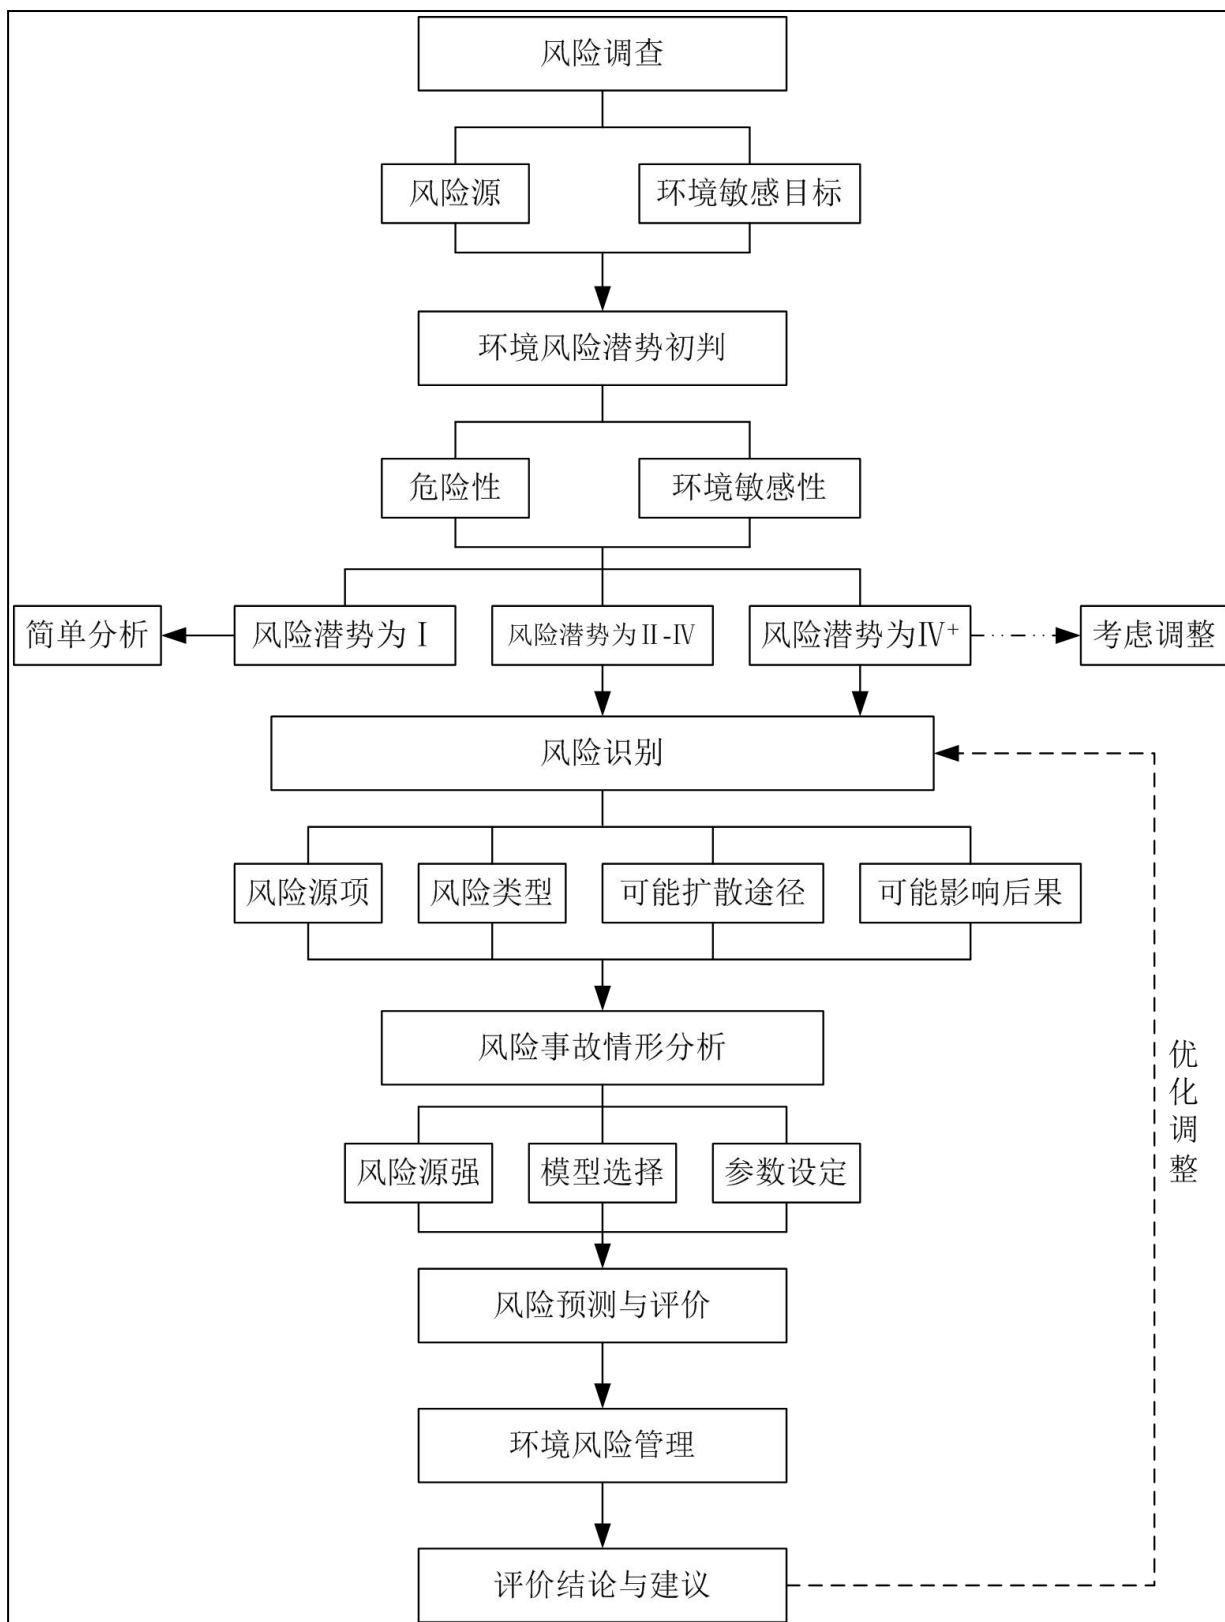 风险调查
风险源
环境敏感目标
环境风险潜势初判
危险性
环境敏感性
简单分析
风险潜势为Ⅰ
风险潜势为Ⅱ-Ⅳ
风险潜势为Ⅳ⁺
考虑调整
风险识别
风险源项
风险类型
可能扩散途径
可能影响后果
风险事故情形分析
风险源强
模型选择
参数设定
优化调整
风险预测与评价
环境风险管理
评价结论与建议